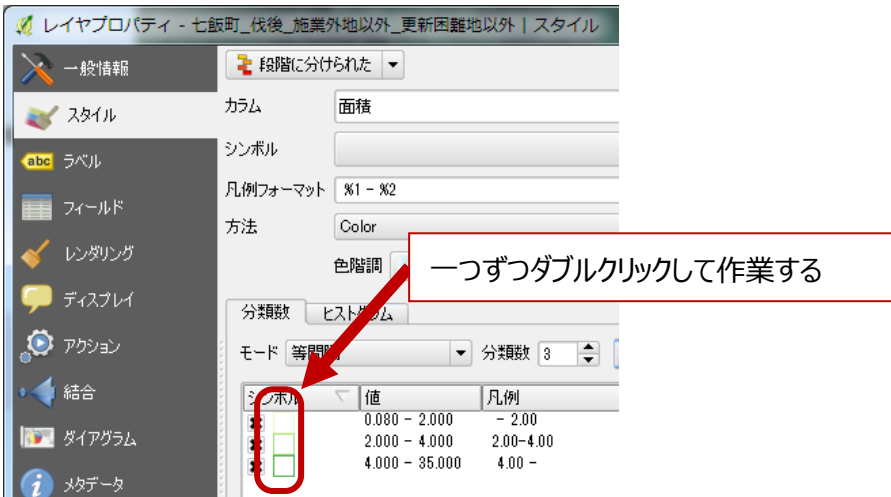 レイヤプロパティ - 七飯町_伐後_施業外地以外_更新困難地以外 | スタイル
一般情報
スタイル
abc ラベル
フィールド
レンダリング
ディスプレイ
アクション
結合
ダイアグラム
メタデータ
段階に分けられた
カラム 面積
シンボル
凡例フォーマット %1 - %2
方法 Color
色階調
一つずつダブルクリックして作業する
分類数 ヒストグラム
モード 等間隔 分類数 3
シンボル 値 凡例
0.080 - 2.000 - 2.00
2.000 - 4.000 2.00-4.00
4.000 - 35.000 4.00 -